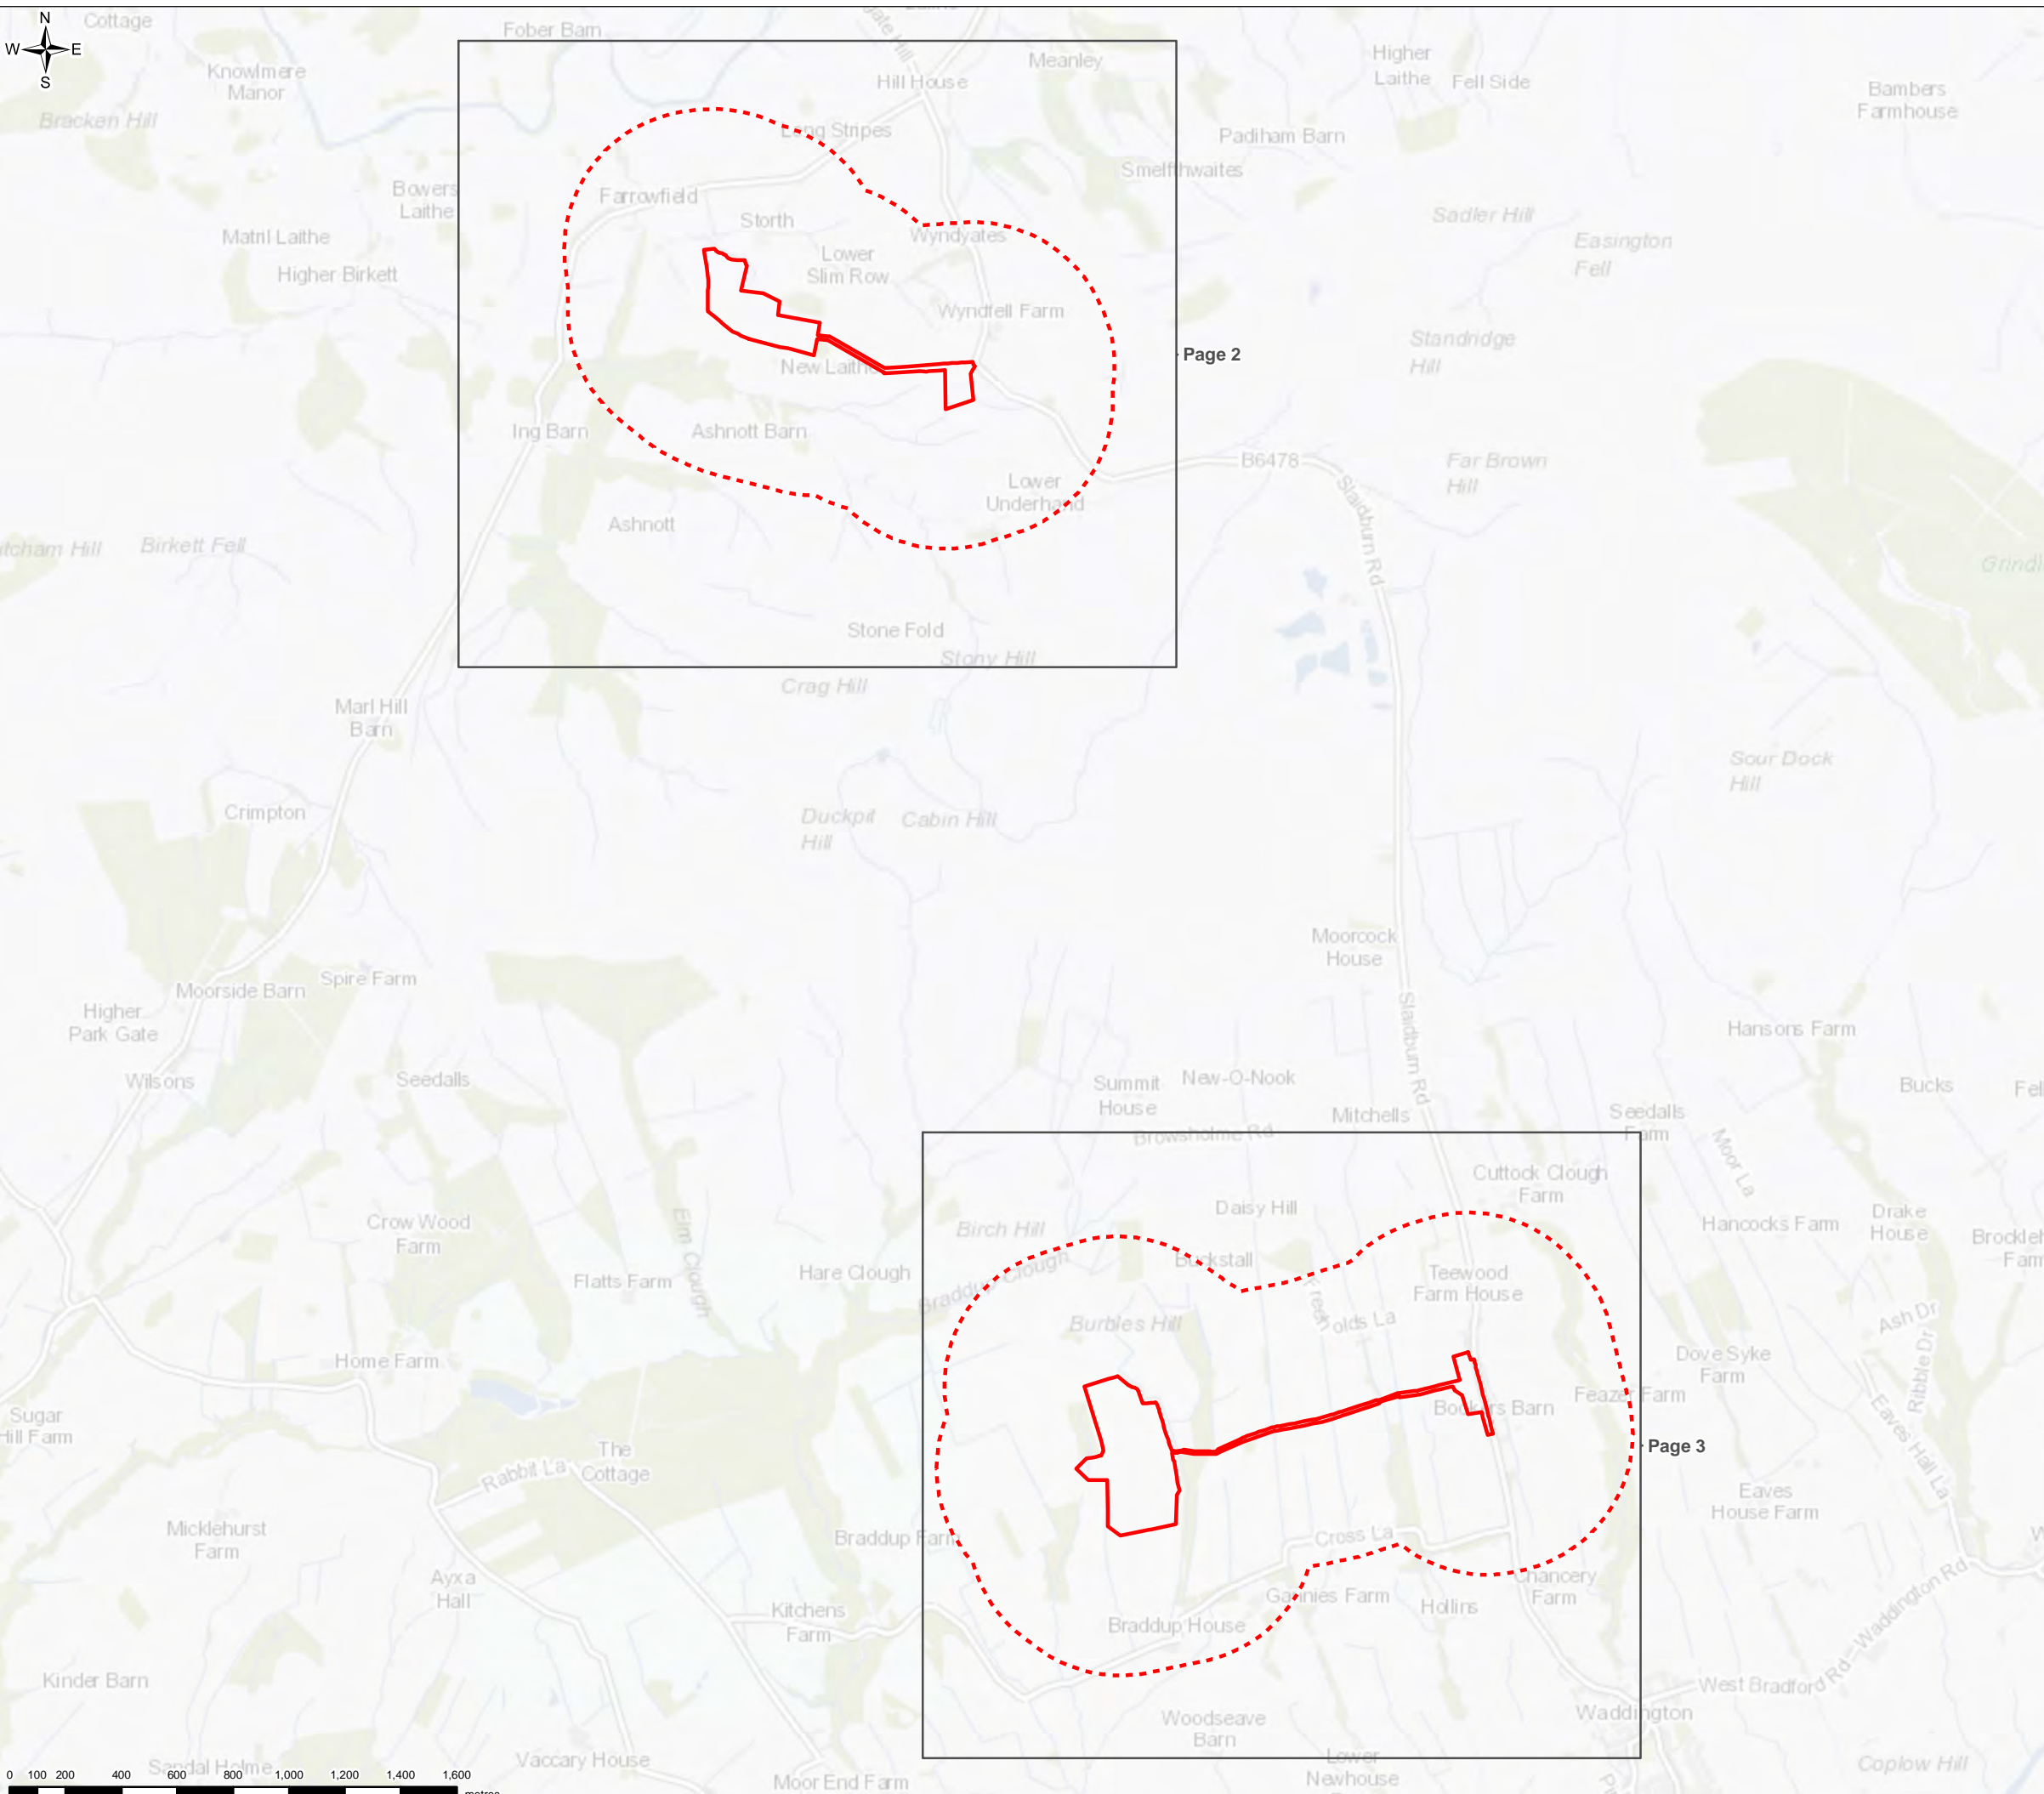 Cottage
Fober Barn
N
W
E
S
Knowlmere
Manor
Bracken Hill
Hill House
Meanley
Higher
Laithe
Fell Side
Bambers
Farmhouse
Long Stripes
Padiham Barn
Smelfthwaites
Bowers
Laithe
Farrowfield
Storth
Sadler Hill
Matril Laithe
Higher Birkett
Lower
Slim Row
Wyndyates
Easington
Fell
Wyndfell Farm
Standridge
Hill
Page 2
New Laithe
Ing Barn
Ashnott Barn
B6478
Far Brown
Hill
Lower
Underhand
Slaidburn Rd
Ashnott
Birkett Fell
Stone Fold
Stony Hill
Crag Hill
Marl Hill
Barn
Sour Dock
Hill
Crimpton
Duckpit
Hill
Cabin Hill
Moorcock
House
Spire Farm
Moorside Barn
Higher
Park Gate
Slaidburn Rd
Hansons Farm
Wilsons
Seedalls
Summit
House
New-O-Nook
Mitchells
Bucks
Seedalls
Farm
Browsholme Rd
Moor La
Cuttock Clough
Farm
Crow Wood
Farm
Elm Clough
Birch Hill
Daisy Hill
Hancocks Farm
Drake
House
Flatts Farm
Hare Clough
Braddup Clough
Buckstall
Teewood
Farm House
Burbles Hill
Freeholds La
Ash Dr
Ribble Dr
Home Farm
Dove Syke
Farm
Feazer Farm
Bookers Barn
Sugar
Hill Farm
The
Cottage
Rabbit La
Page 3
Eaves Hall La
Eaves
House Farm
Micklehurst
Farm
Braddup Farm
Cross La
Ayxa
Hall
Kitchens
Farm
Gannies Farm
Hollins
Chancery
Farm
Braddup House
Waddington Rd
Kinder Barn
West Bradford Rd
Woodseave
Barn
Waddington
Sandal Holme
Vaccary House
Moor End Farm
Lower
Newhouse
Coplow Hill
0 100 200 400 600 800 1,000 1,200 1,400 1,600
metres